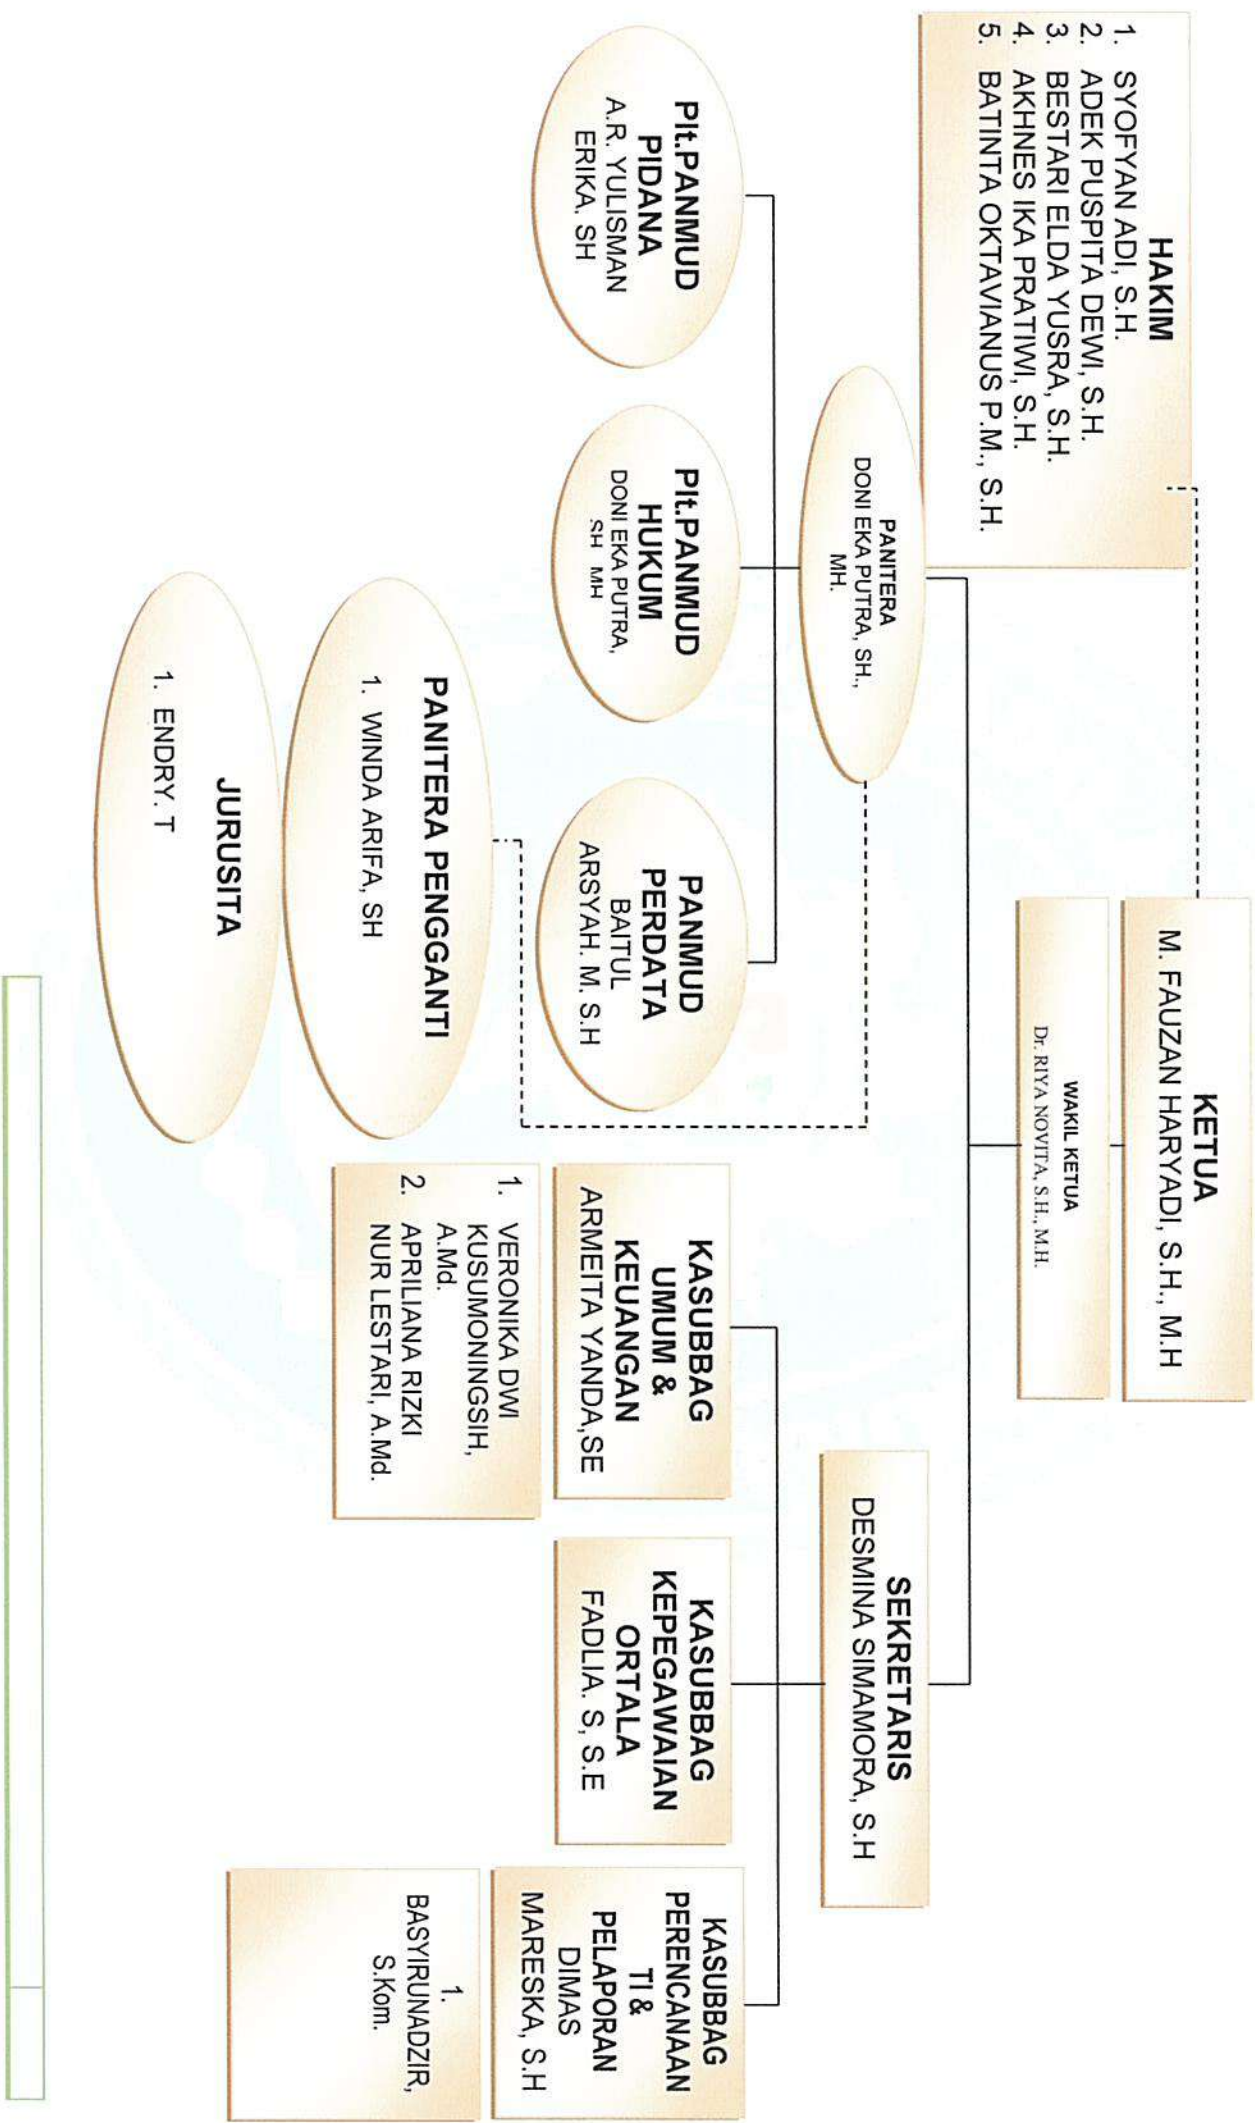 KETUA
M. FAUZAN HARYADI, S.H., M.H
WAKIL KETUA
Dr. RIYA NOVITA, S.H., M.H.
HAKIM
1. SYOFYAN ADI, S.H.
2. ADEK PUSPITA DEWI, S.H.
3. BESTARI ELDA YUSRA, S.H.
4. AKHNES IKA PRATIWI, S.H.
5. BATINTA OKTAVIANUS P.M., S.H.
PANITERA
DONI EKA PUTRA, SH.,
MH.
SEKRETARIS
DESMINA SIMAMORA, S.H
Plt.PANMUD
PIDANA
A.R. YULISMAN
ERIKA. SH
Plt.PANMUD
HUKUM
DONI EKA PUTRA,
SH MH
PANMUD
PERDATA
BAITUL
ARSYAH. M. S.H
KASUBBAG
UMUM &
KEUANGAN
ARMEITA YANDA,SE
1. VERONIKA DWI
KUSUMONINGSIH,
A.Md.
2. APRILIANA RIZKI
NUR LESTARI, A.Md.
KASUBBAG
KEPEGAWAIAN
ORTALA
FADLIA. S, S.E
KASUBBAG
PERENCANAAN
TI &
PELAPORAN
DIMAS
MARESKA, S.H
1.
BASYIRUNADZIR,
S.Kom.
PANITERA PENGGANTI
1. WINDA ARIFA, SH
JURUSITA
1. ENDRY. T